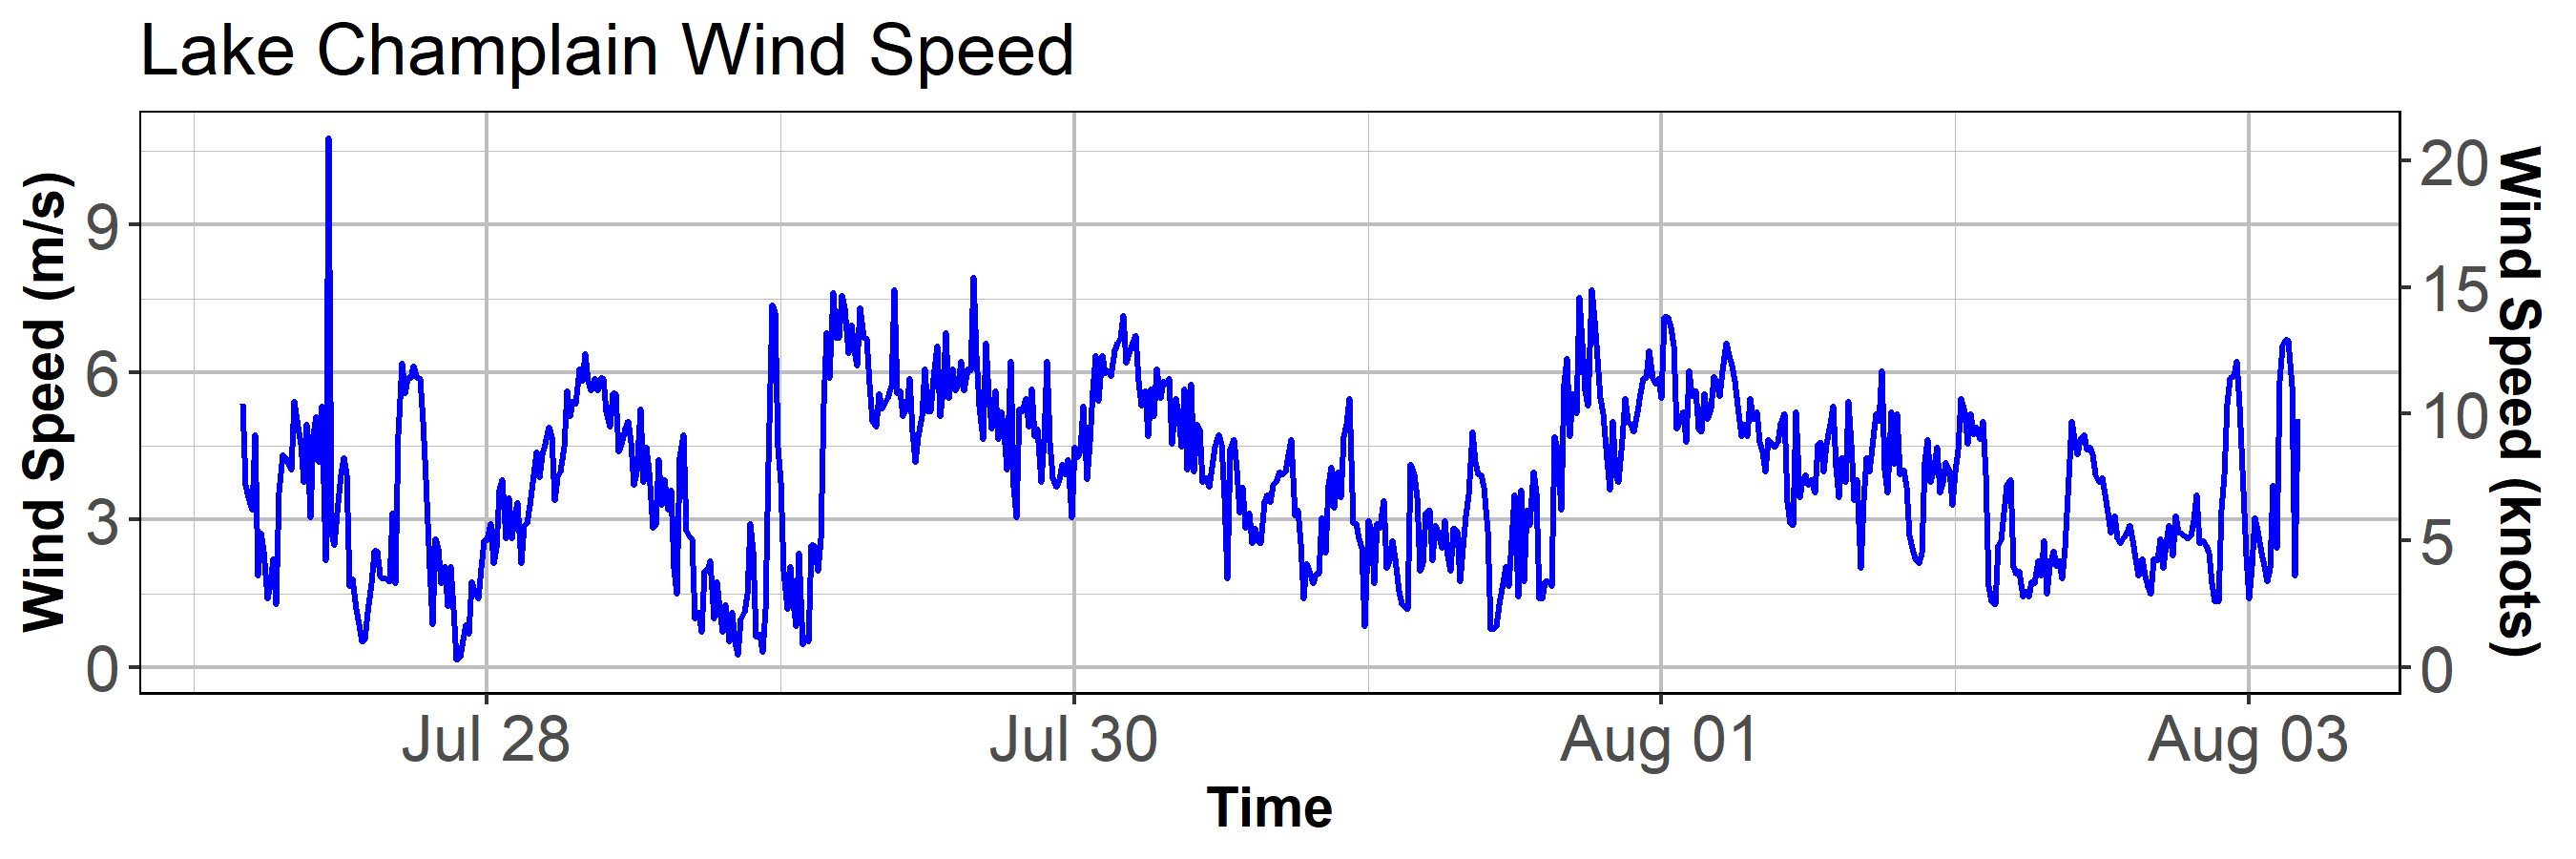 Lake Champlain Wind Speed
Wind Speed (m/s)
9
6
3
0
20
15
10
5
0
Wind Speed (knots)
Jul 28
Jul 30
Aug 01
Aug 03
Time